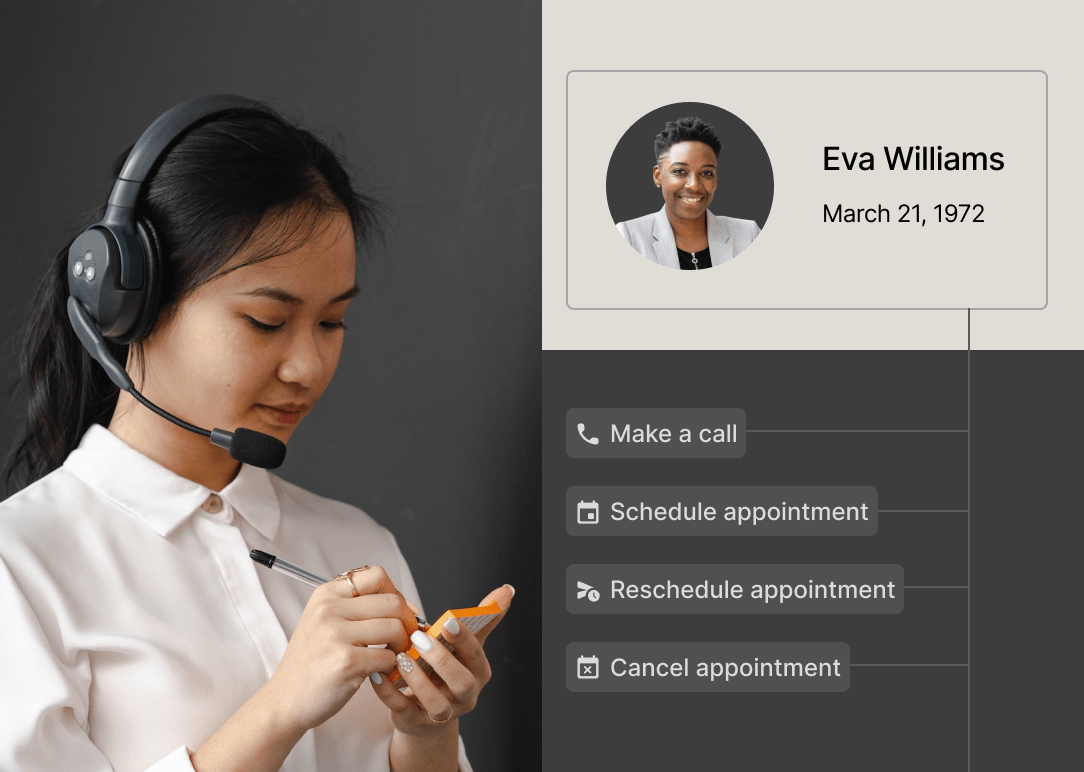 Eva Williams
March 21, 1972
Make a call
Schedule appointment
Reschedule appointment
Cancel appointment